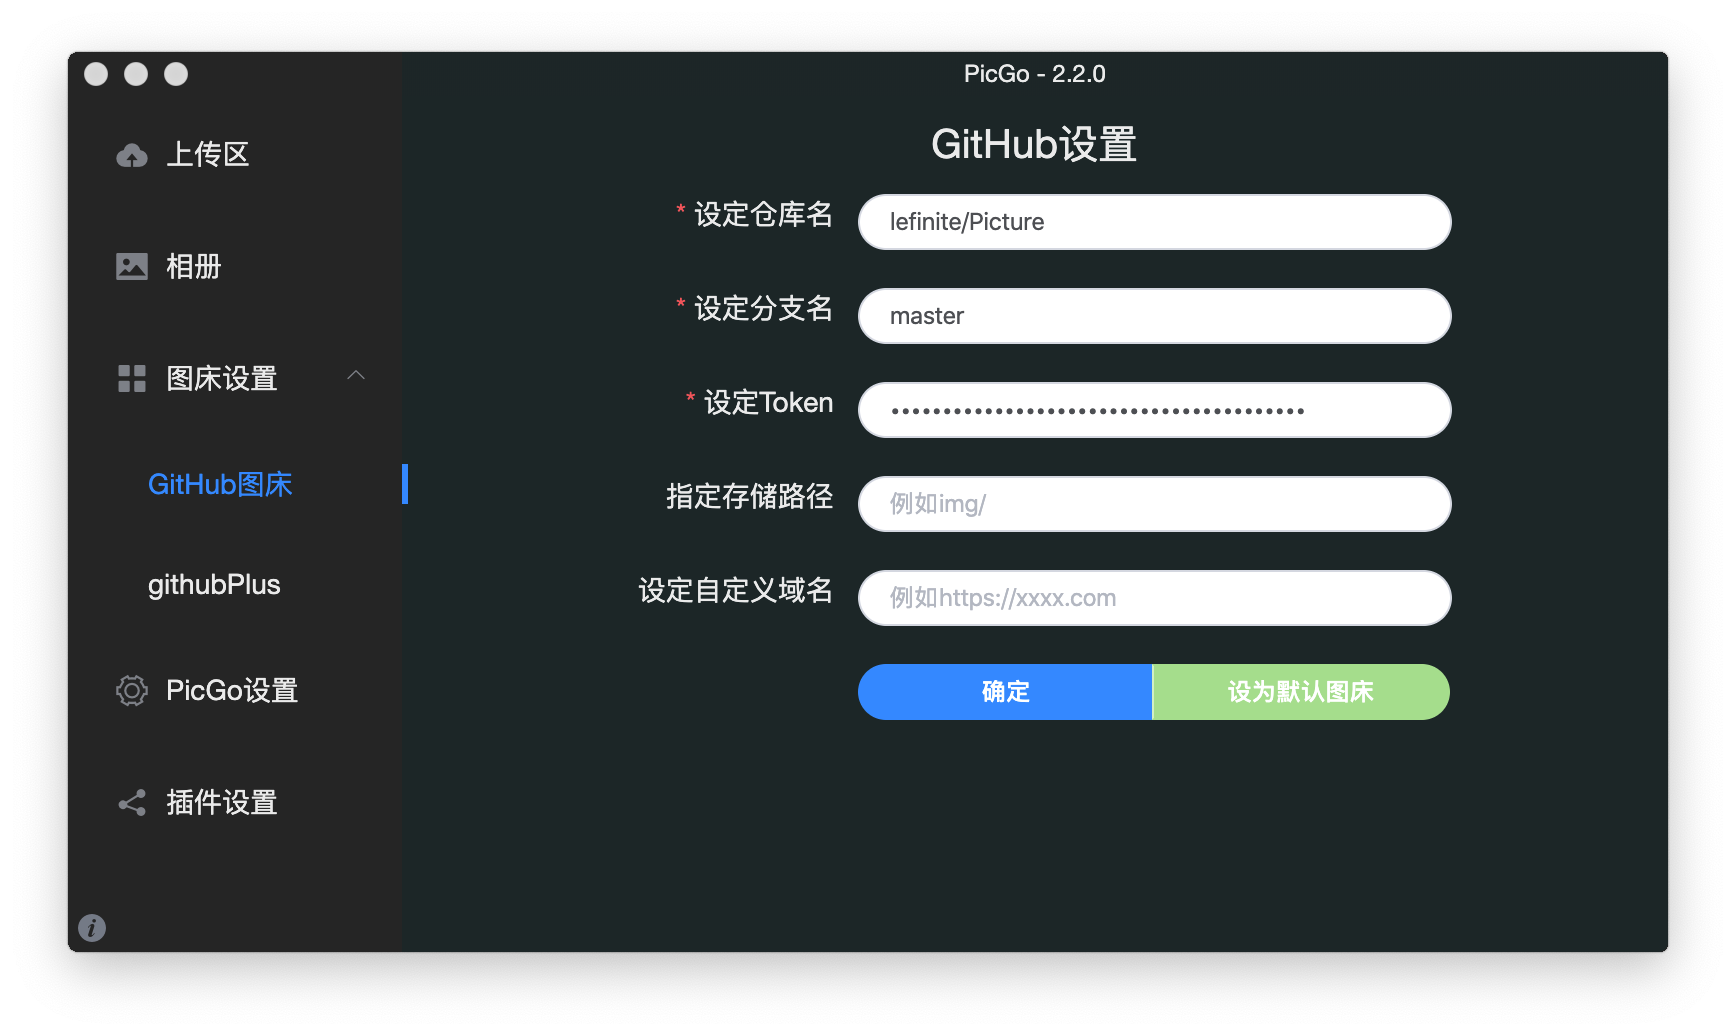 PicGo - 2.2.0
上传区
相册
图床设置
GitHub图床
githubPlus
PicGo设置
插件设置
GitHub设置
* 设定仓库名 lefinite/Picture
* 设定分支名 master
* 设定Token ••••••••••••••••••••••••••••••••••••••••
指定存储路径 例如img/
设定自定义域名 例如https://xxxx.com
确定 设为默认图床